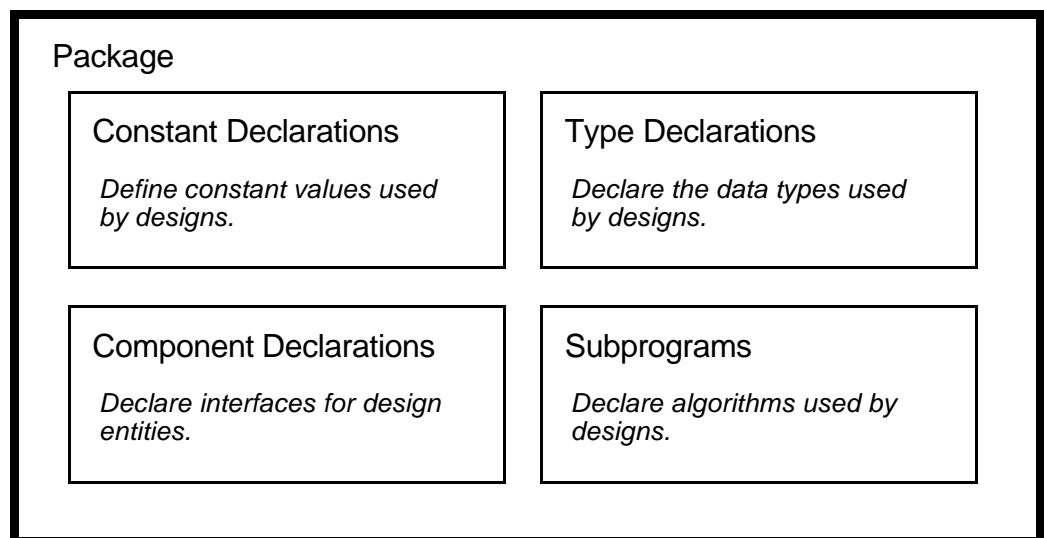 Package
Constant Declarations
Define constant values used
by designs.
Type Declarations
Declare the data types used
by designs.
Component Declarations
Declare interfaces for design
entities.
Subprograms
Declare algorithms used by
designs.